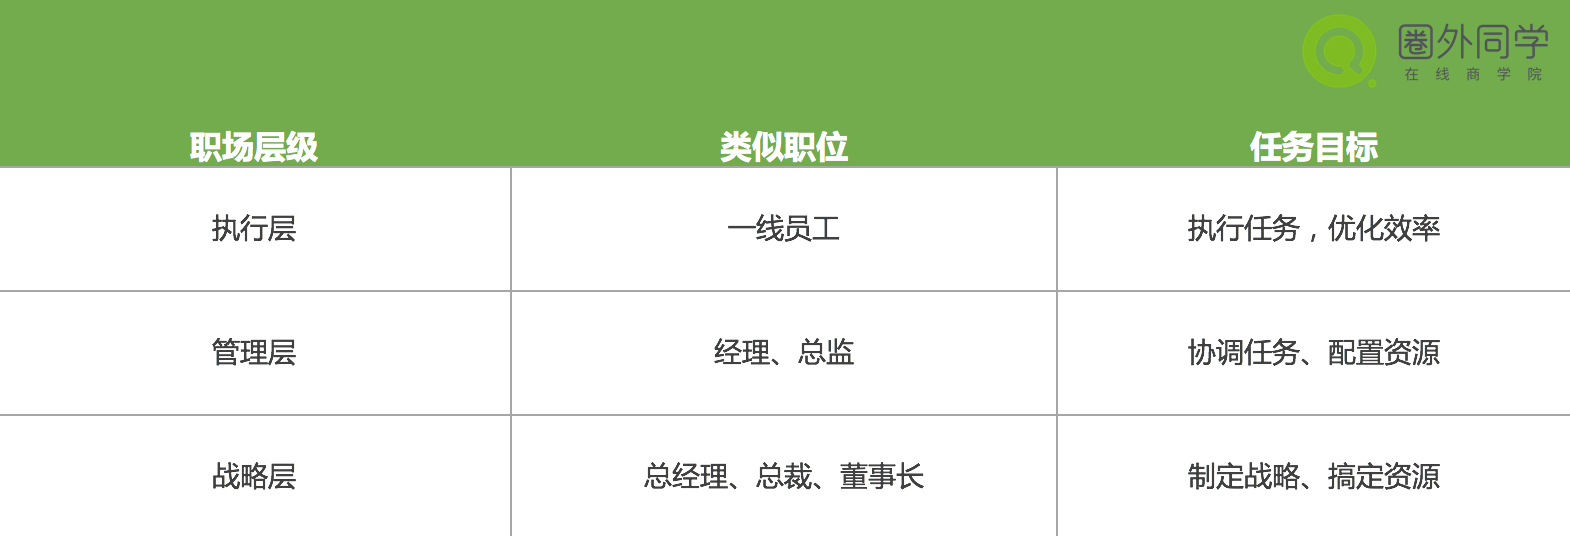 圈外同学
在线商学院
职场层级 类似职位 任务目标
执行层 一线员工 执行任务，优化效率
管理层 经理、总监 协调任务、配置资源
战略层 总经理、总裁、董事长 制定战略、搞定资源